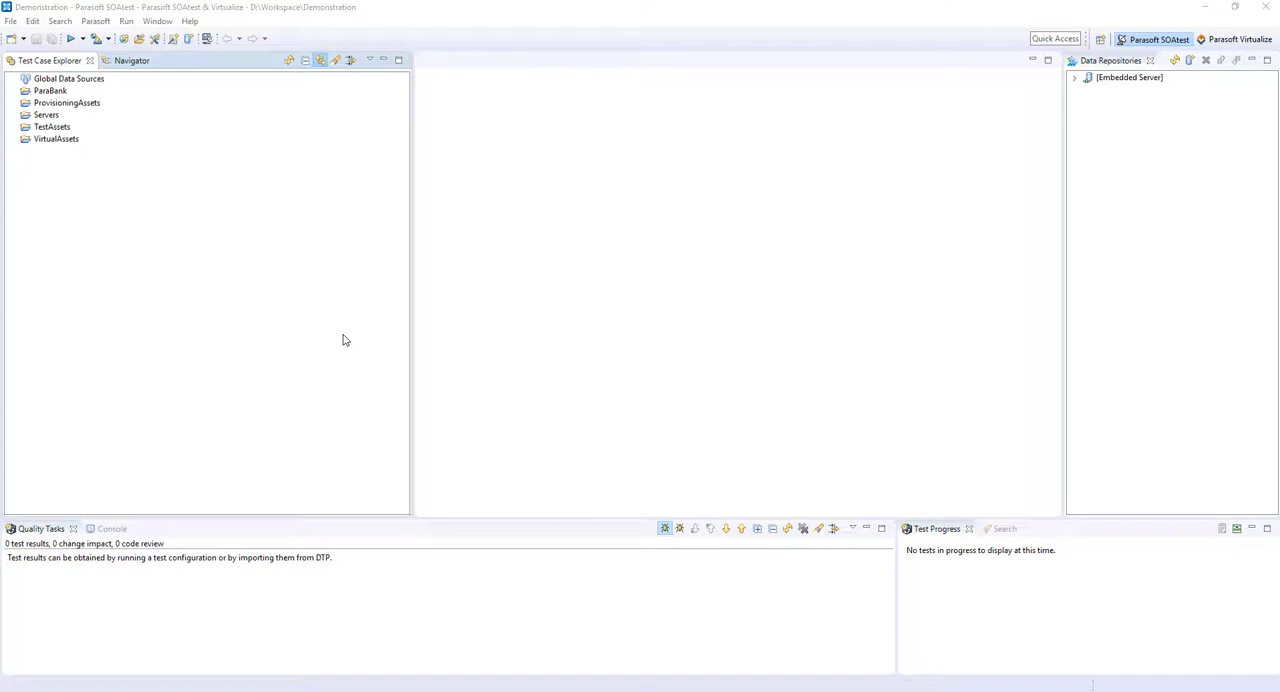 Demonstration - Parasoft SOAtest - Parasoft SOAtest & Virtualize - D:\Workspace\Demonstration
File Edit Search Parasoft Run Window Help
Quick Access Parasoft SOAtest Parasoft Virtualize
Test Case Explorer Navigator Data Repositories
Global Data Sources
[Embedded Server]
ParaBank
ProvisioningAssets
Servers
TestAssets
VirtualAssets
Quality Tasks Console Test Progress Search
0 test results, 0 change impact, 0 code review
No tests in progress to display at this time.
Test results can be obtained by running a test configuration or by importing them from DTP.